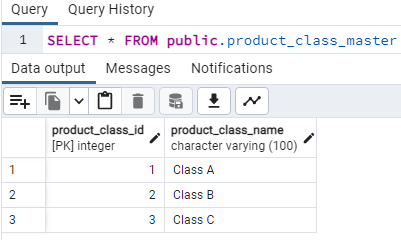 Query Query History
1 SELECT * FROM public.product_class_master
Data output Messages Notifications
product_class_id product_class_name
[PK] integer character varying (100)
1 1 Class A
2 2 Class B
3 3 Class C